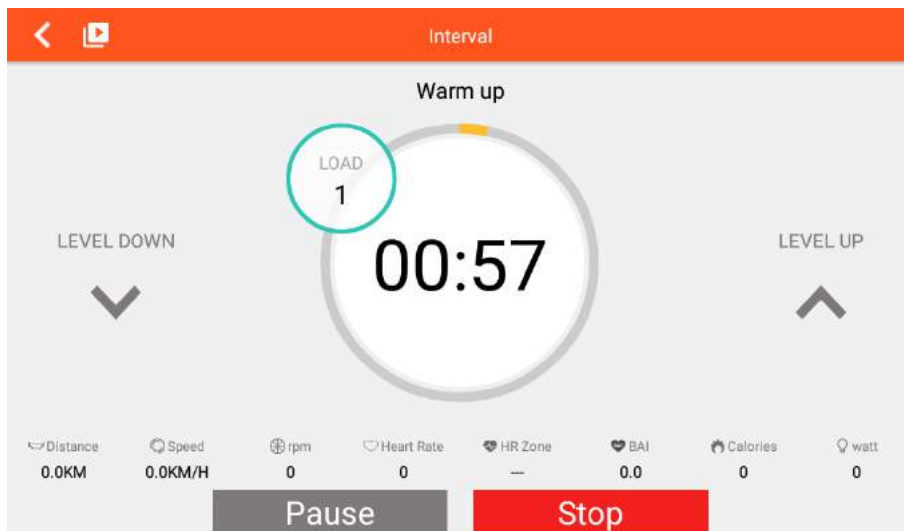 Interval
Warm up
LOAD
1
LEVEL DOWN
00:57
LEVEL UP
Distance Speed rpm Heart Rate HR Zone BAI Calories watt
0.0KM 0.0KM/H 0 0 --- 0.0 0 0
Pause Stop